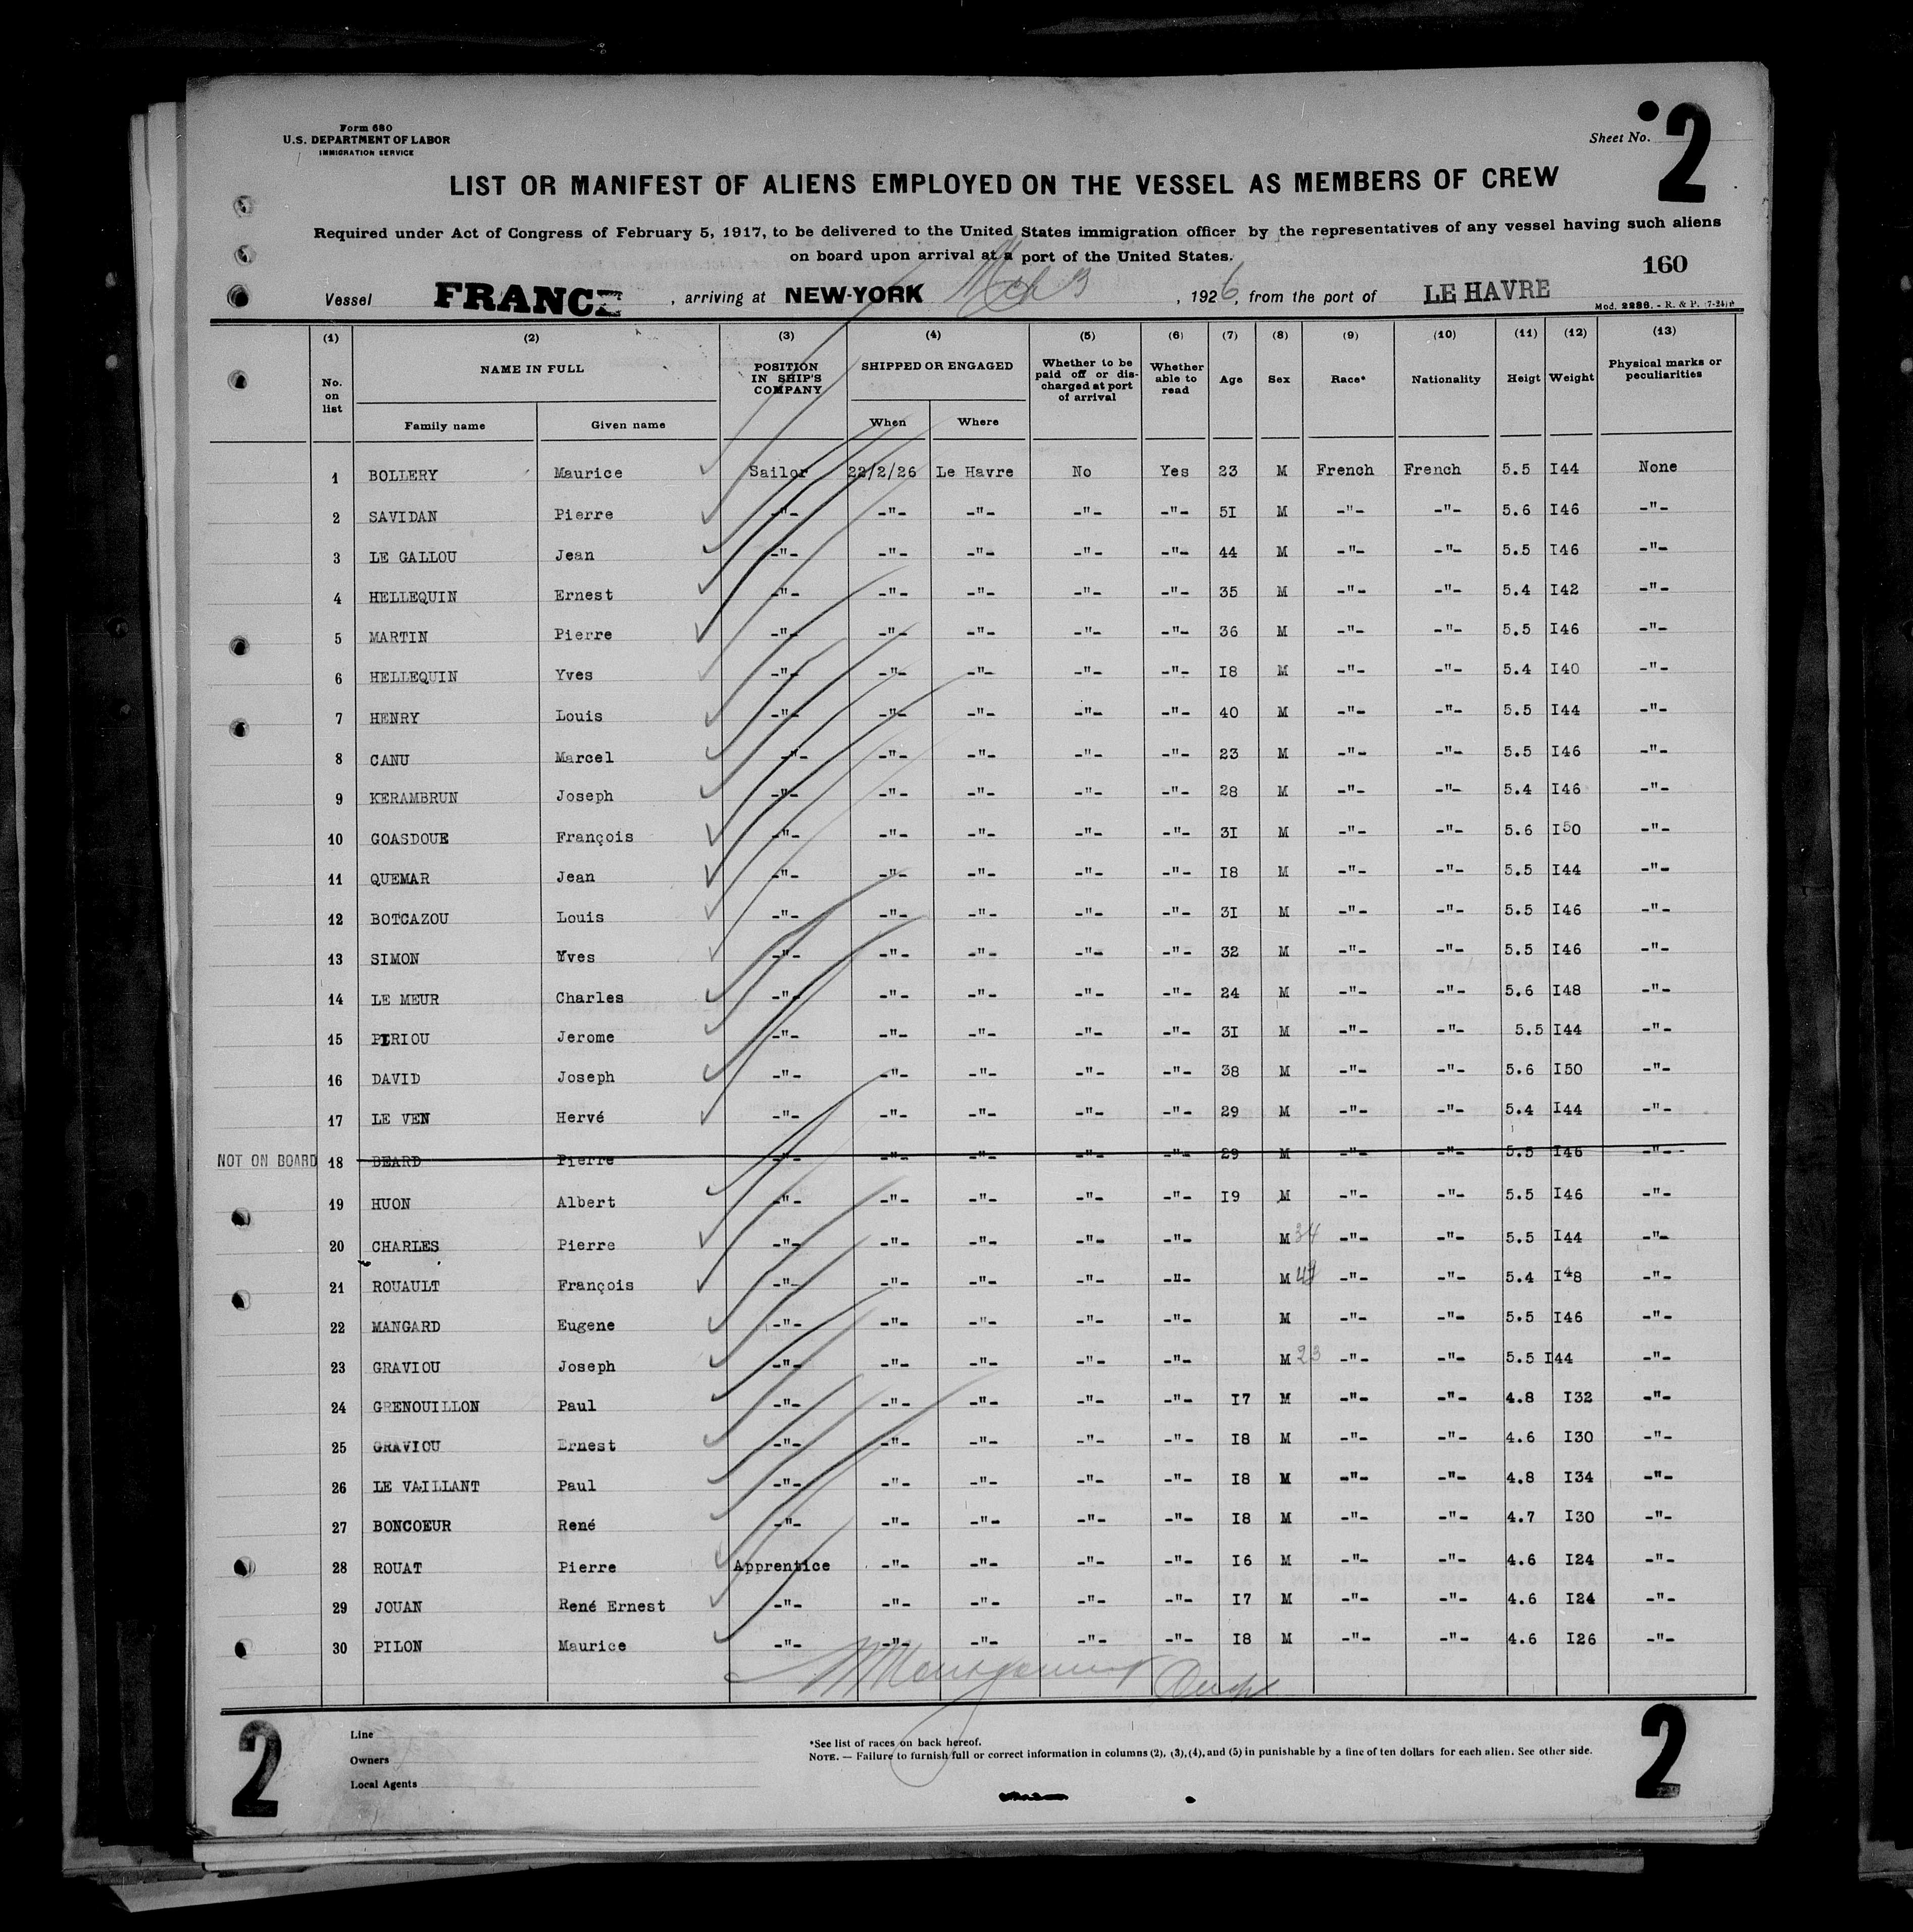 Form 680
U.S. DEPARTMENT OF LABOR
IMMIGRATION SERVICE
Sheet No. 2
LIST OR MANIFEST OF ALIENS EMPLOYED ON THE VESSEL AS MEMBERS OF CREW
Required under Act of Congress of February 5, 1917, to be delivered to the United States immigration officer by the representatives of any vessel having such aliens
on board upon arrival at a port of the United States.
160
Vessel FRANCE, arriving at NEW-YORK Mch 3, 1926, from the port of LE HAVRE
Mod. 2286. - R. & P. (7-24)
(1) (2) (3) (4) (5) (6) (7) (8) (9) (10) (11) (12) (13)
No. on list NAME IN FULL POSITION IN SHIP'S COMPANY SHIPPED OR ENGAGED Whether to be paid off or discharged at port of arrival Whether able to read Age Sex Race* Nationality Heigt Weight Physical marks or peculiarities
Family name Given name When Where
1 BOLLERY Maurice Sailor 22/2/26 Le Havre No Yes 23 M French French 5.5 I44 None
2 SAVIDAN Pierre -"- -"- -"- -"- -"- 5I M -"- -"- 5.6 I46 -"-
3 LE GALLOU Jean -"- -"- -"- -"- -"- 44 M -"- -"- 5.5 I46 -"-
4 HELLEQUIN Ernest -"- -"- -"- -"- -"- 35 M -"- -"- 5.4 I42 -"-
5 MARTIN Pierre -"- -"- -"- -"- -"- 36 M -"- -"- 5.5 I46 -"-
6 HELLEQUIN Yves -"- -"- -"- -"- -"- I8 M -"- -"- 5.4 I40 -"-
7 HENRY Louis -"- -"- -"- -"- -"- 40 M -"- -"- 5.5 I44 -"-
8 CANU Marcel -"- -"- -"- -"- -"- 23 M -"- -"- 5.5 I46 -"-
9 KERAMBRUN Joseph -"- -"- -"- -"- -"- 28 M -"- -"- 5.4 I46 -"-
10 GOASDOUE François -"- -"- -"- -"- -"- 3I M -"- -"- 5.6 I50 -"-
11 QUEMAR Jean -"- -"- -"- -"- -"- I8 M -"- -"- 5.5 I44 -"-
12 BOTCAZOU Louis -"- -"- -"- -"- -"- 3I M -"- -"- 5.5 I46 -"-
13 SIMON Yves -"- -"- -"- -"- -"- 32 M -"- -"- 5.5 I46 -"-
14 LE MEUR Charles -"- -"- -"- -"- -"- 24 M -"- -"- 5.6 I48 -"-
15 PIRIOU Jerome -"- -"- -"- -"- -"- 3I M -"- -"- 5.5 I44 -"-
16 DAVID Joseph -"- -"- -"- -"- -"- 38 M -"- -"- 5.6 I50 -"-
17 LE VEN Hervé -"- -"- -"- -"- -"- 29 M -"- -"- 5.4 I44 -"-
NOT ON BOARD 18 BEARD Pierre -"- -"- -"- -"- -"- 29 M -"- -"- 5.5 I46 -"-
19 HUON Albert -"- -"- -"- -"- -"- I9 M -"- -"- 5.5 I46 -"-
20 CHARLES Pierre -"- -"- -"- -"- -"- M 34 -"- -"- 5.5 I44 -"-
21 ROUAULT François -"- -"- -"- -"- -"- M -"- -"- 5.4 I48 -"-
22 MANGARD Eugene -"- -"- -"- -"- -"- M -"- -"- 5.5 I46 -"-
23 GRAVIOU Joseph -"- -"- -"- -"- -"- M 23 -"- -"- 5.5 I44 -"-
24 GRENOUILLON Paul -"- -"- -"- -"- -"- I7 M -"- -"- 4.8 I32 -"-
25 GRAVIOU Ernest -"- -"- -"- -"- -"- I8 M -"- -"- 4.6 I30 -"-
26 LE VAILLANT Paul -"- -"- -"- -"- -"- I8 M -"- -"- 4.8 I34 -"-
27 BONCOEUR René -"- -"- -"- -"- -"- I8 M -"- -"- 4.7 I30 -"-
28 ROUAT Pierre Apprentice -"- -"- -"- -"- I6 M -"- -"- 4.6 I24 -"-
29 JOUAN René Ernest -"- -"- -"- -"- -"- I7 M -"- -"- 4.6 I24 -"-
30 PILON Maurice -"- -"- -"- -"- -"- I8 M -"- -"- 4.6 I26 -"-
2
Line
Owners
Local Agents
*See list of races on back hereof.
NOTE. — Failure to furnish full or correct information in columns (2), (3), (4), and (5) in punishable by a fine of ten dollars for each alien. See other side.
2